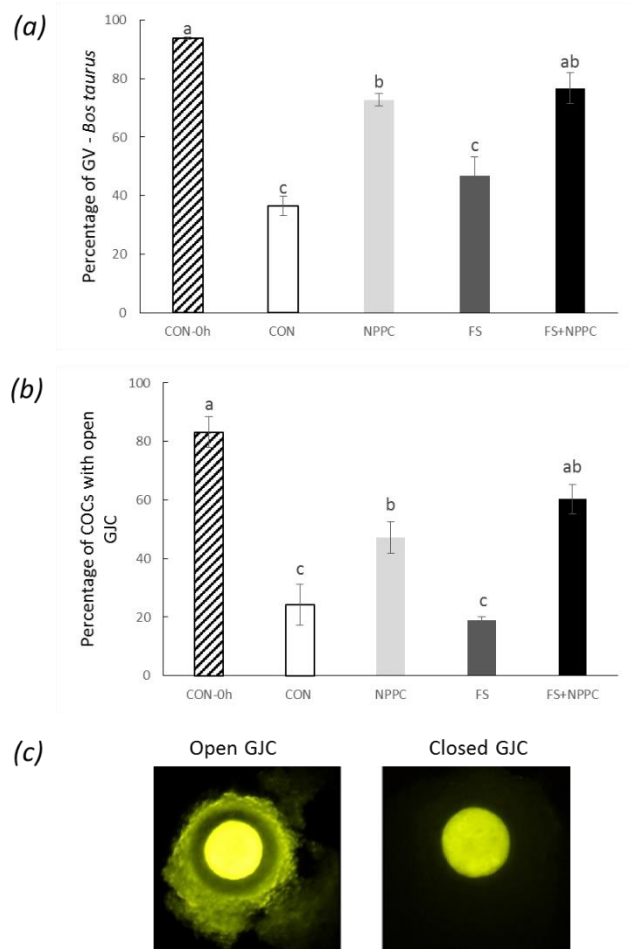 (a)
Percentage of GV - Bos taurus
100
80
60
40
20
0
a
c
b
c
ab
CON-0h CON NPPC FS FS+NPPC
(b)
Percentage of COCs with open
GJC
100
80
60
40
20
0
a
c
b
c
ab
CON-0h CON NPPC FS FS+NPPC
(c)
Open GJC Closed GJC